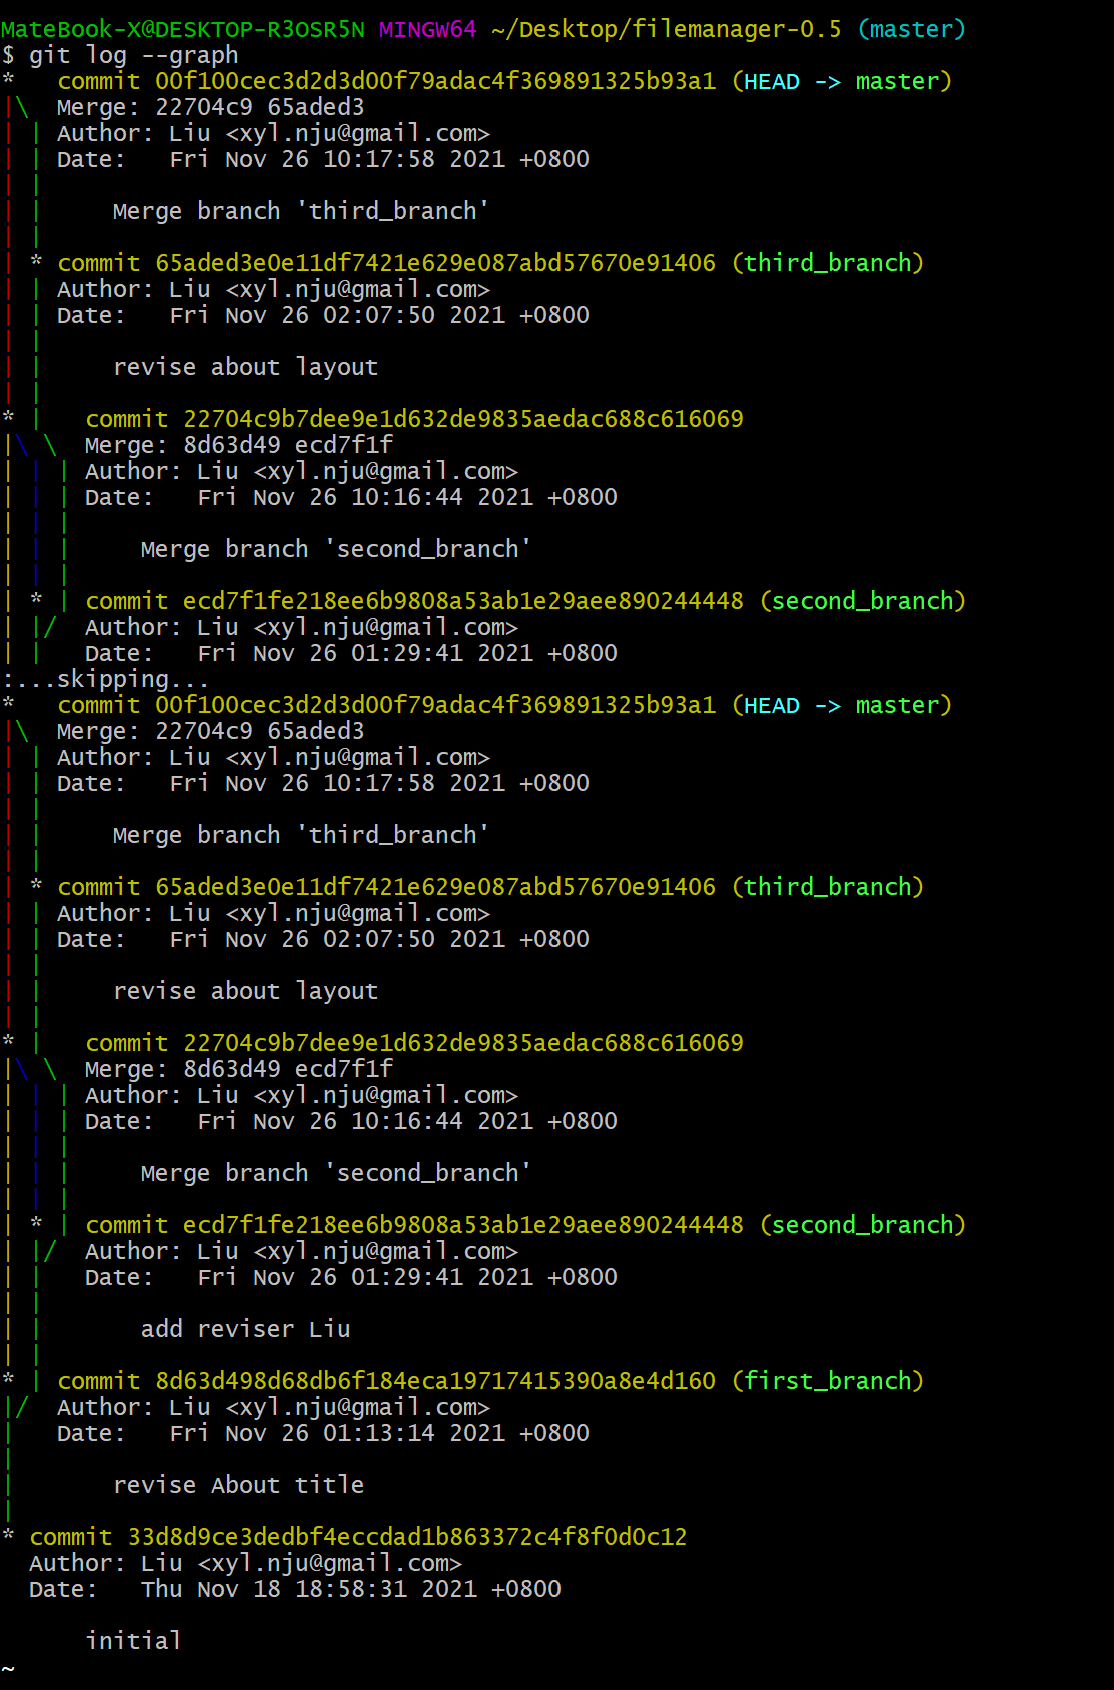 MateBook-X@DESKTOP-R3OSR5N MINGW64 ~/Desktop/filemanager-0.5 (master)
$ git log --graph
*   commit 00f100cec3d2d3d00f79adac4f369891325b93a1 (HEAD -> master)
|\  Merge: 22704c9 65aded3
| | Author: Liu <xyl.nju@gmail.com>
| | Date:   Fri Nov 26 10:17:58 2021 +0800
| |
| |     Merge branch 'third_branch'
| |
| * commit 65aded3e0e11df7421e629e087abd57670e91406 (third_branch)
| | Author: Liu <xyl.nju@gmail.com>
| | Date:   Fri Nov 26 02:07:50 2021 +0800
| |
| |     revise about layout
| |
* |   commit 22704c9b7dee9e1d632de9835aedac688c616069
|\ \  Merge: 8d63d49 ecd7f1f
| | | Author: Liu <xyl.nju@gmail.com>
| | | Date:   Fri Nov 26 10:16:44 2021 +0800
| | |
| | |     Merge branch 'second_branch'
| | |
| * | commit ecd7f1fe218ee6b9808a53ab1e29aee890244448 (second_branch)
| |/  Author: Liu <xyl.nju@gmail.com>
| |   Date:   Fri Nov 26 01:29:41 2021 +0800
:...skipping...
*   commit 00f100cec3d2d3d00f79adac4f369891325b93a1 (HEAD -> master)
|\  Merge: 22704c9 65aded3
| | Author: Liu <xyl.nju@gmail.com>
| | Date:   Fri Nov 26 10:17:58 2021 +0800
| |
| |     Merge branch 'third_branch'
| |
| * commit 65aded3e0e11df7421e629e087abd57670e91406 (third_branch)
| | Author: Liu <xyl.nju@gmail.com>
| | Date:   Fri Nov 26 02:07:50 2021 +0800
| |
| |     revise about layout
| |
* |   commit 22704c9b7dee9e1d632de9835aedac688c616069
|\ \  Merge: 8d63d49 ecd7f1f
| | | Author: Liu <xyl.nju@gmail.com>
| | | Date:   Fri Nov 26 10:16:44 2021 +0800
| | |
| | |     Merge branch 'second_branch'
| | |
| * | commit ecd7f1fe218ee6b9808a53ab1e29aee890244448 (second_branch)
| |/  Author: Liu <xyl.nju@gmail.com>
| |   Date:   Fri Nov 26 01:29:41 2021 +0800
| |
| |       add reviser Liu
| |
* | commit 8d63d498d68db6f184eca19717415390a8e4d160 (first_branch)
|/  Author: Liu <xyl.nju@gmail.com>
|   Date:   Fri Nov 26 01:13:14 2021 +0800
|
|       revise About title
|
* commit 33d8d9ce3dedbf4eccdad1b863372c4f8f0d0c12
  Author: Liu <xyl.nju@gmail.com>
  Date:   Thu Nov 18 18:58:31 2021 +0800

      initial
~